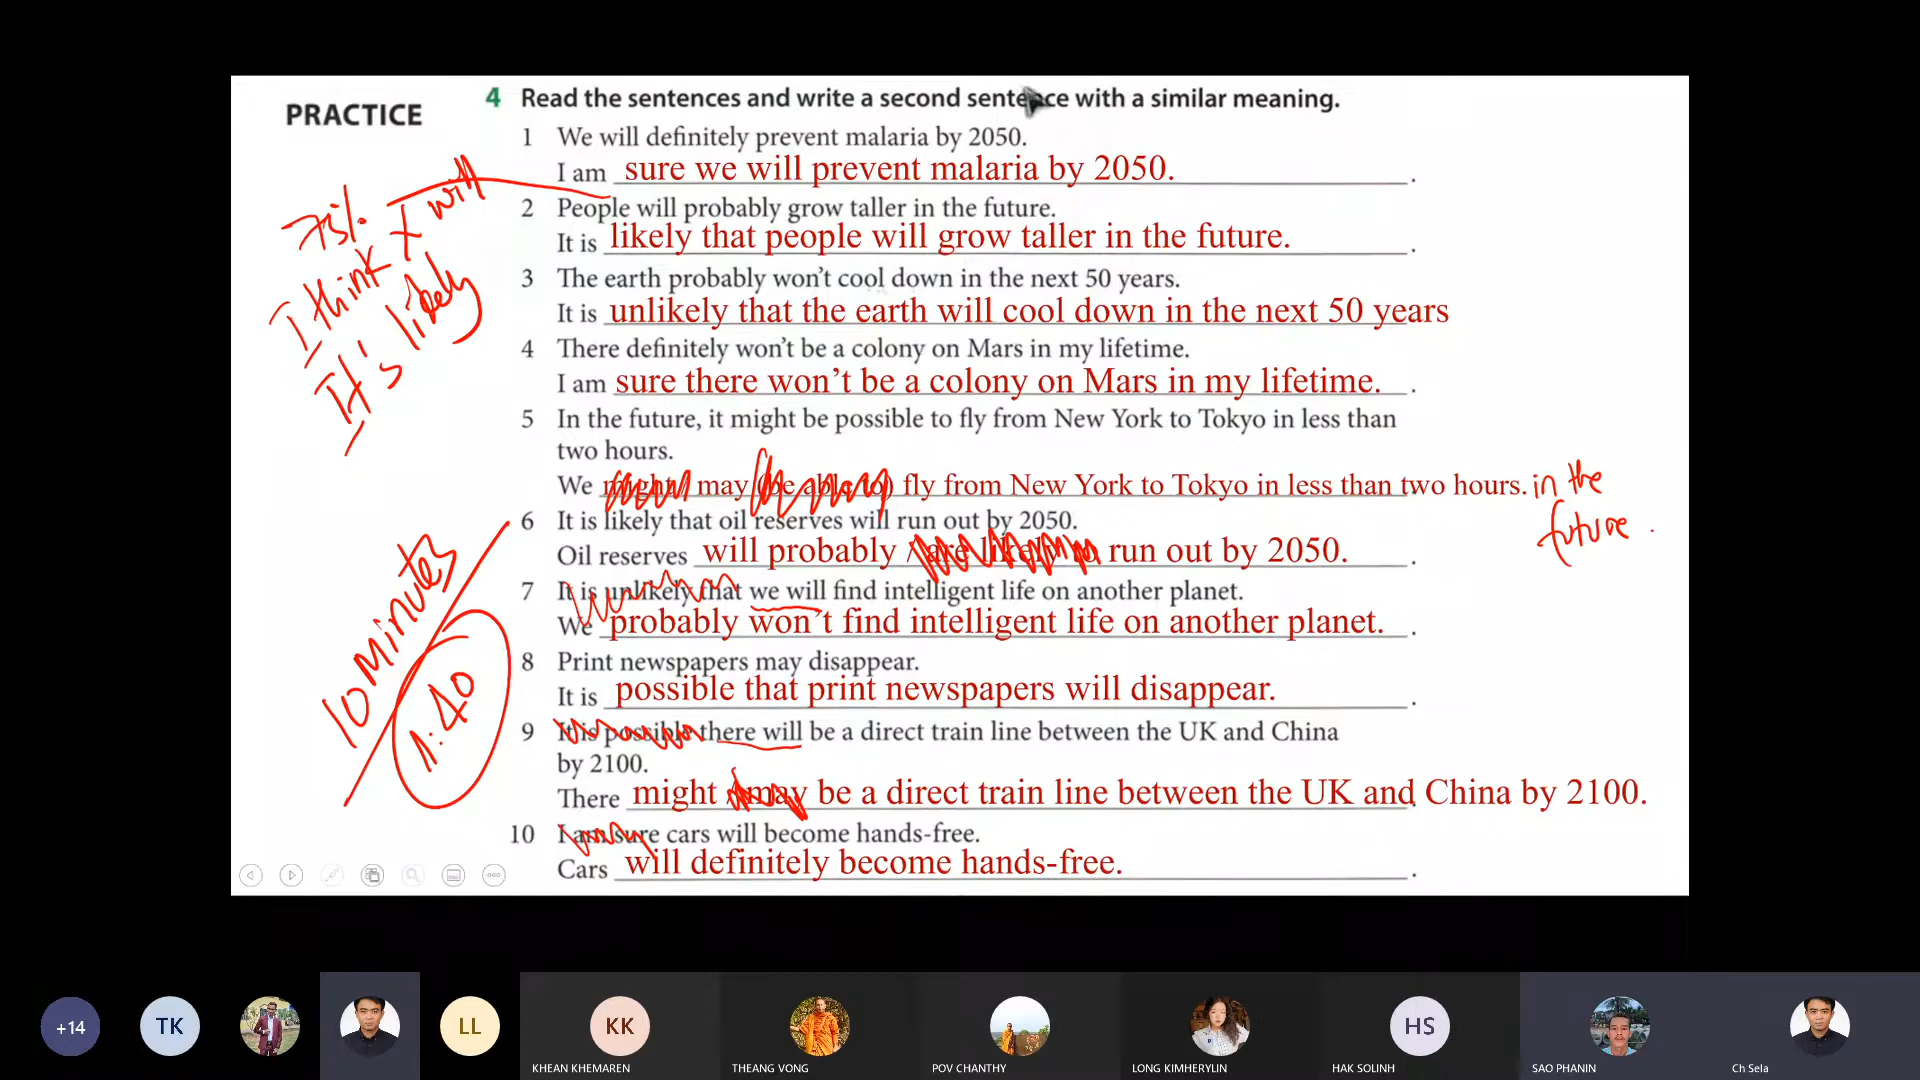 PRACTICE
4 Read the sentences and write a second sentence with a similar meaning.
1 We will definitely prevent malaria by 2050.
I am sure we will prevent malaria by 2050. .
2 People will probably grow taller in the future.
It is likely that people will grow taller in the future. .
3 The earth probably won't cool down in the next 50 years.
It is unlikely that the earth will cool down in the next 50 years
4 There definitely won't be a colony on Mars in my lifetime.
I am sure there won't be a colony on Mars in my lifetime. .
5 In the future, it might be possible to fly from New York to Tokyo in less than
two hours.
We might / may (be able to) fly from New York to Tokyo in less than two hours. in the
future .
6 It is likely that oil reserves will run out by 2050.
Oil reserves will probably / are likely to run out by 2050. .
7 It is unlikely that we will find intelligent life on another planet.
We probably won't find intelligent life on another planet. .
8 Print newspapers may disappear.
It is possible that print newspapers will disappear. .
9 It is possible there will be a direct train line between the UK and China
by 2100.
There might / may be a direct train line between the UK and China by 2100.
10 I am sure cars will become hands-free.
Cars will definitely become hands-free. .
75% + will
I think
It's likely
10 minutes
1:40
+14
TK
LL
KK
HS
KHEAN KHEMAREN
THEANG VONG
POV CHANTHY
LONG KIMHERYLIN
HAK SOLINH
SAO PHANIN
Ch Sela